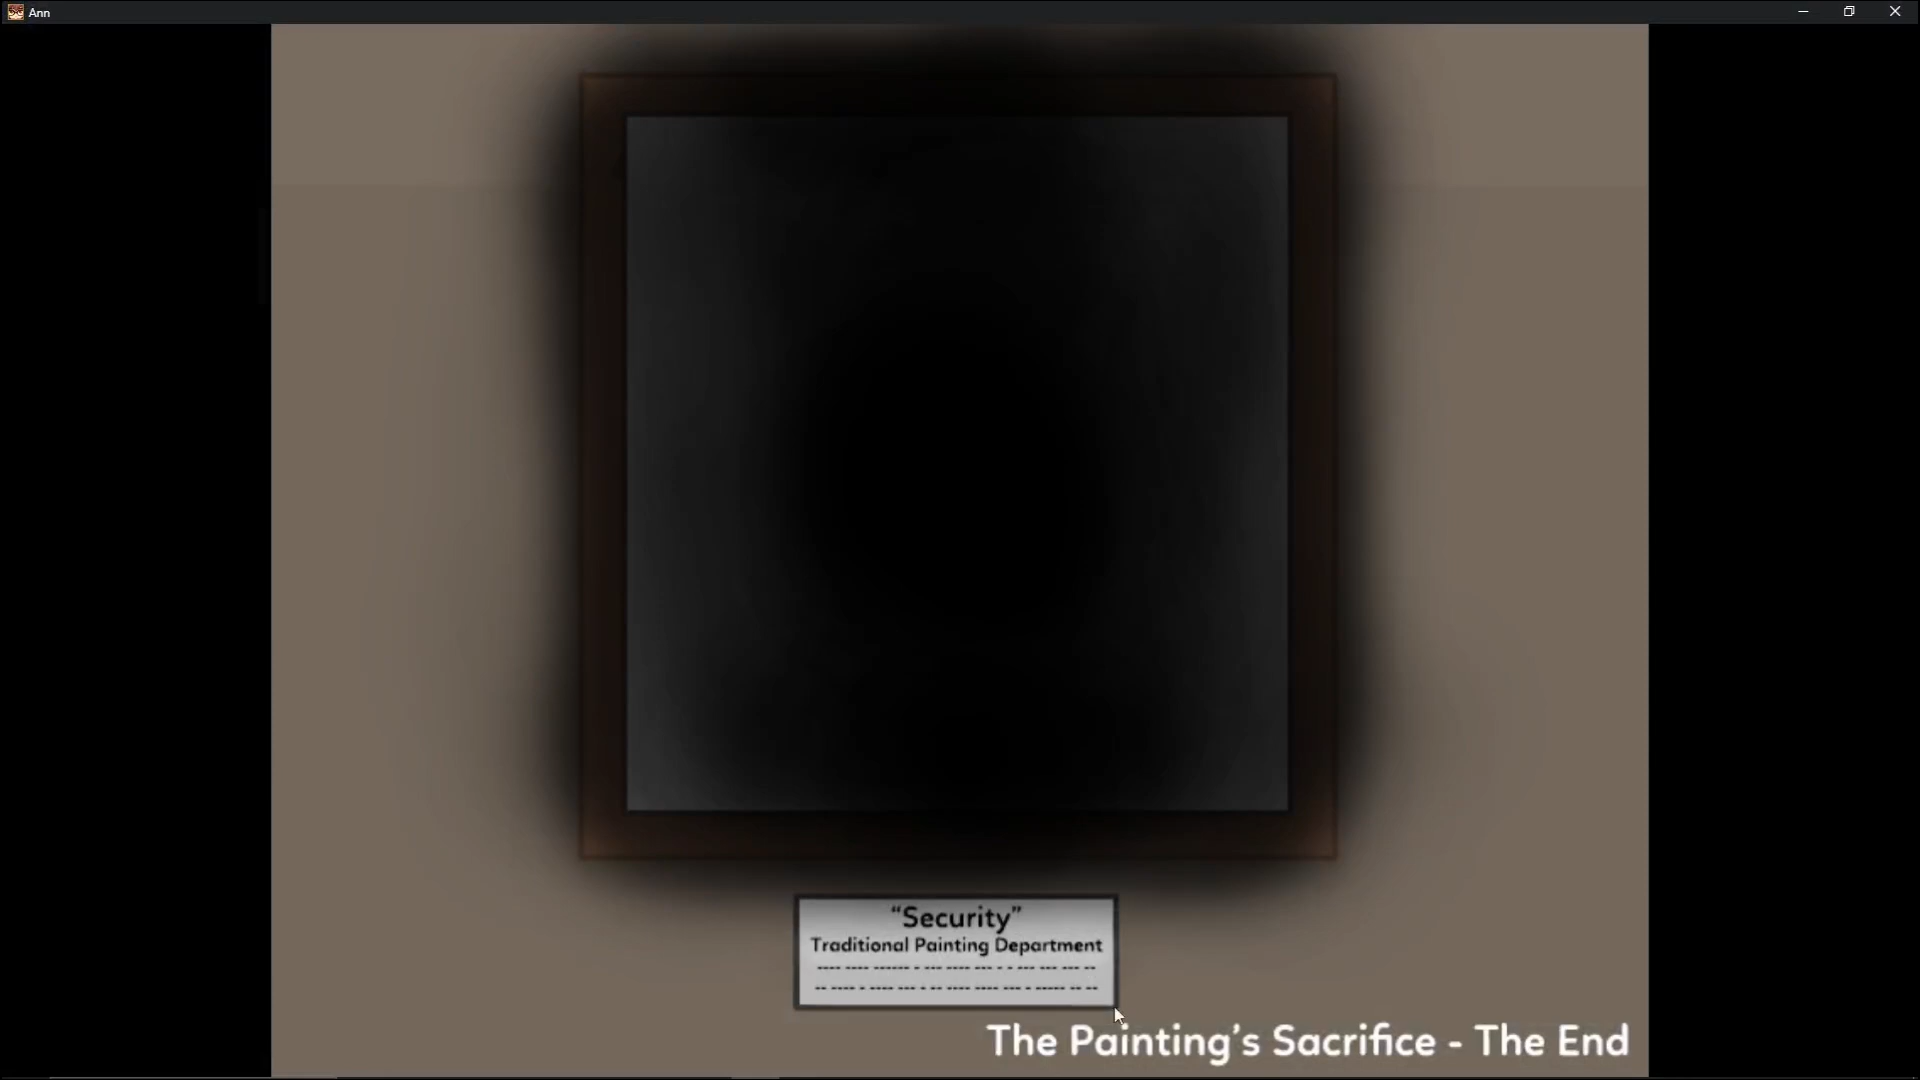 Ann
“Security”
Traditional Painting Department
The Painting's Sacrifice - The End